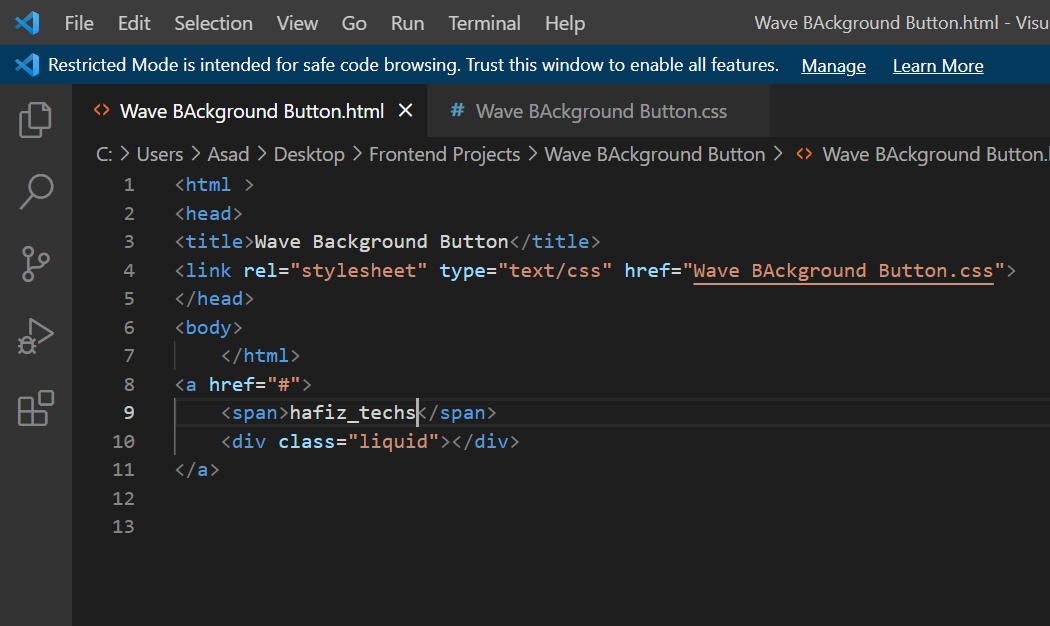 File Edit Selection View Go Run Terminal Help Wave BAckground Button.html - Visu
Restricted Mode is intended for safe code browsing. Trust this window to enable all features. Manage Learn More
Wave BAckground Button.html Wave BAckground Button.css
C: > Users > Asad > Desktop > Frontend Projects > Wave BAckground Button > Wave BAckground Button.
1 <html >
2 <head>
3 <title>Wave Background Button</title>
4 <link rel="stylesheet" type="text/css" href="Wave BAckground Button.css">
5 </head>
6 <body>
7 </html>
8 <a href="#">
9 <span>hafiz_techs</span>
10 <div class="liquid"></div>
11 </a>
12
13